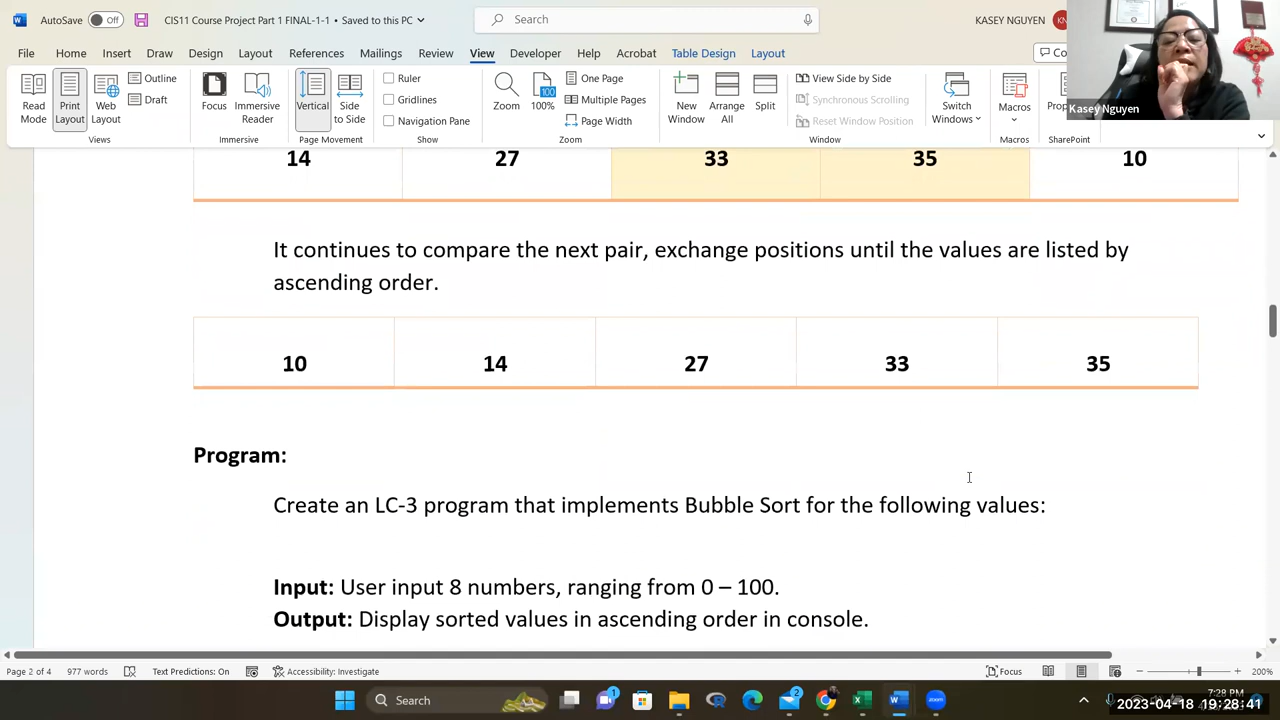 AutoSave Off CIS11 Course Project Part 1 FINAL-1-1 • Saved to this PC Search KASEY NGUYEN
File Home Insert Draw Design Layout References Mailings Review View Developer Help Acrobat Table Design Layout
Read Mode
Print Layout
Web Layout
Outline
Draft
Views
Focus
Immersive Reader
Immersive
Vertical
Side to Side
Page Movement
Ruler
Gridlines
Navigation Pane
Show
Zoom
100
100%
One Page
Multiple Pages
Page Width
Zoom
New Window
Arrange All
Split
View Side by Side
Synchronous Scrolling
Reset Window Position
Window
Switch Windows
Macros
Macros
SharePoint
Kasey Nguyen
14 27 33 35 10
It continues to compare the next pair, exchange positions until the values are listed by
ascending order.
10 14 27 33 35
Program:
Create an LC-3 program that implements Bubble Sort for the following values:
Input: User input 8 numbers, ranging from 0 – 100.
Output: Display sorted values in ascending order in console.
Page 2 of 4 977 words Text Predictions: On Accessibility: Investigate Focus 200%
Search 1 2 7:28 PM
2023-04-18 19:28:41